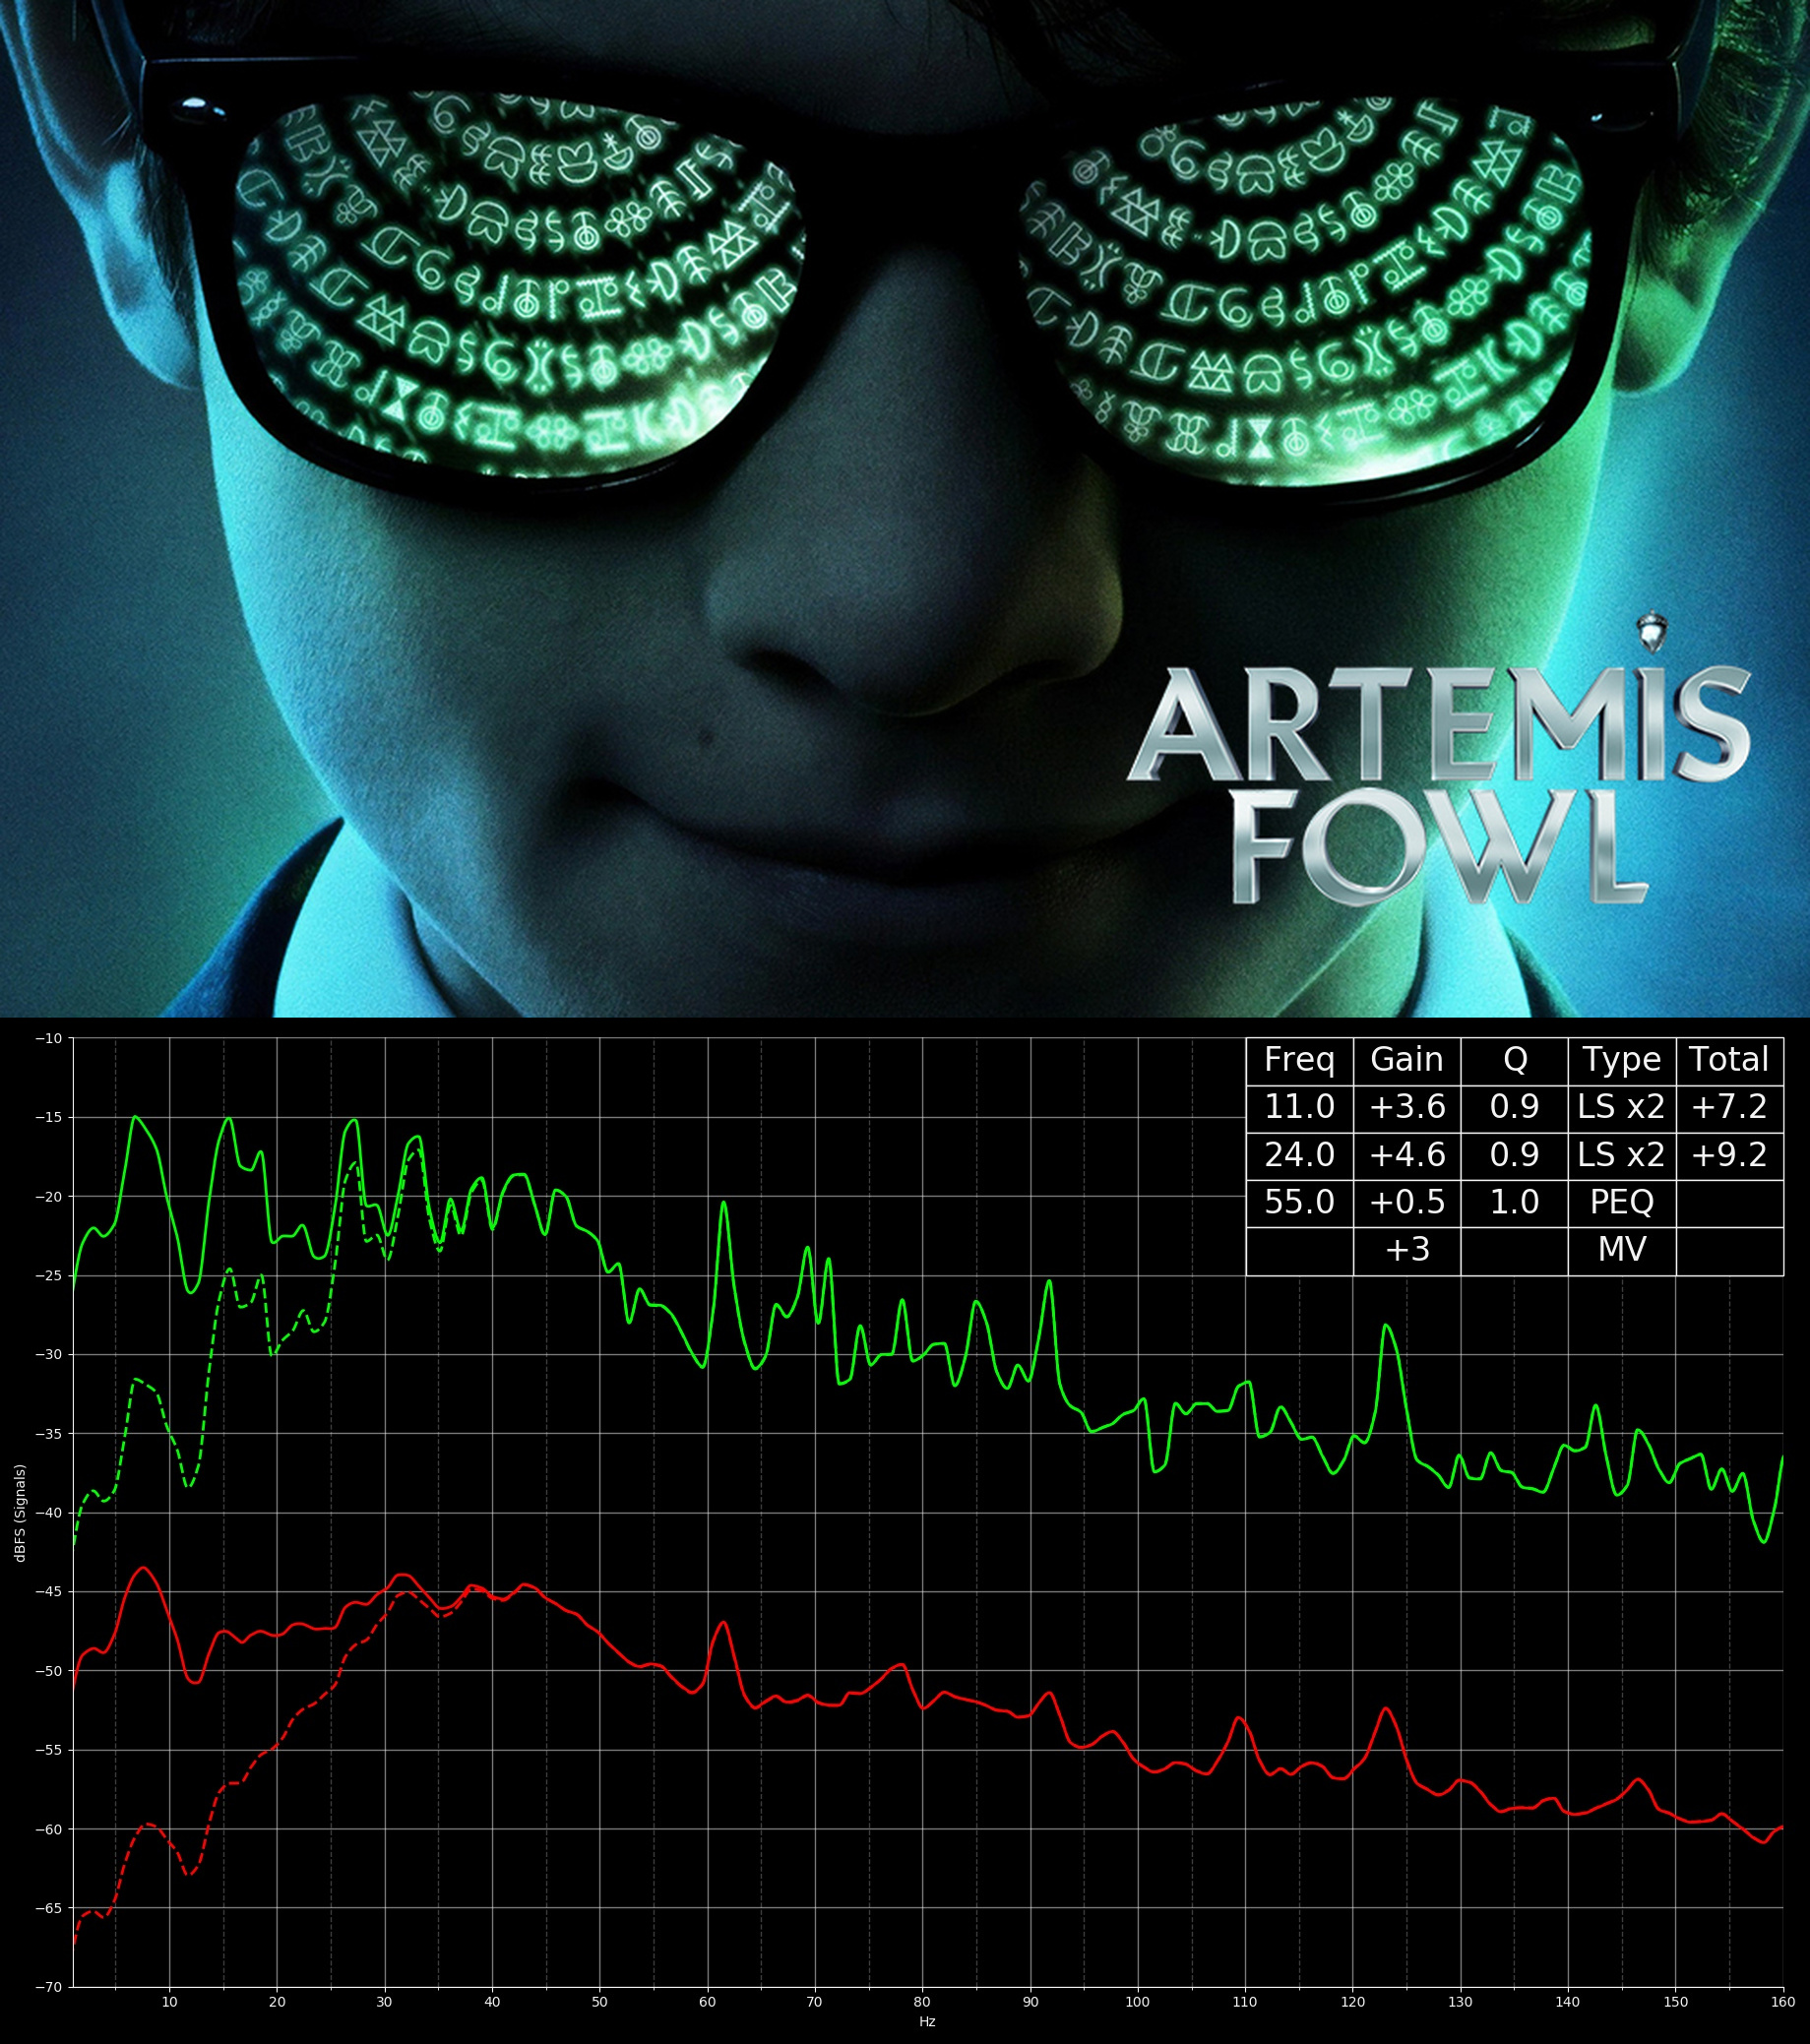 ARTEMIS
FOWL
Freq Gain Q Type Total
11.0 +3.6 0.9 LS x2 +7.2
24.0 +4.6 0.9 LS x2 +9.2
55.0 +0.5 1.0 PEQ
+3 MV
−10
−15
−20
−25
−30
−35
−40
−45
−50
−55
−60
−65
−70
dBFS (Signals)
10 20 30 40 50 60 70 80 90 100 110 120 130 140 150 160
Hz